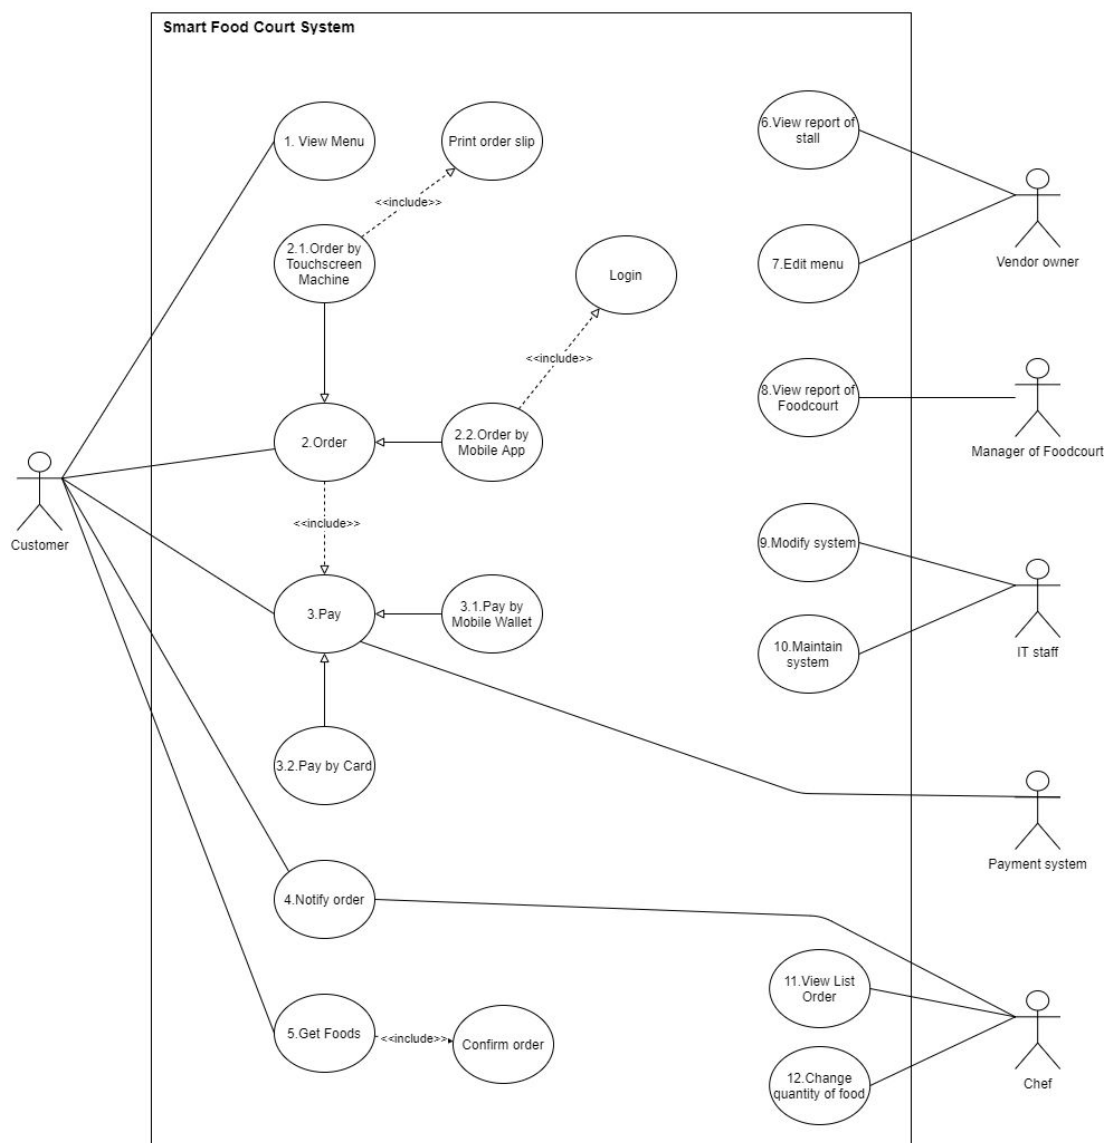 Smart Food Court System
1. View Menu
Print order slip
6.View report of
stall
<<include>>
2.1.Order by
Touchscreen
Machine
Login
7.Edit menu
Vendor owner
<<include>>
8.View report of
Foodcourt
2.Order
2.2.Order by
Mobile App
Manager of Foodcourt
Customer
<<include>>
9.Modify system
3.Pay
3.1.Pay by
Mobile Wallet
10.Maintain
system
IT staff
3.2.Pay by Card
Payment system
4.Notify order
11.View List
Order
5.Get Foods
<<include>>
Confirm order
12.Change
quantity of food
Chef